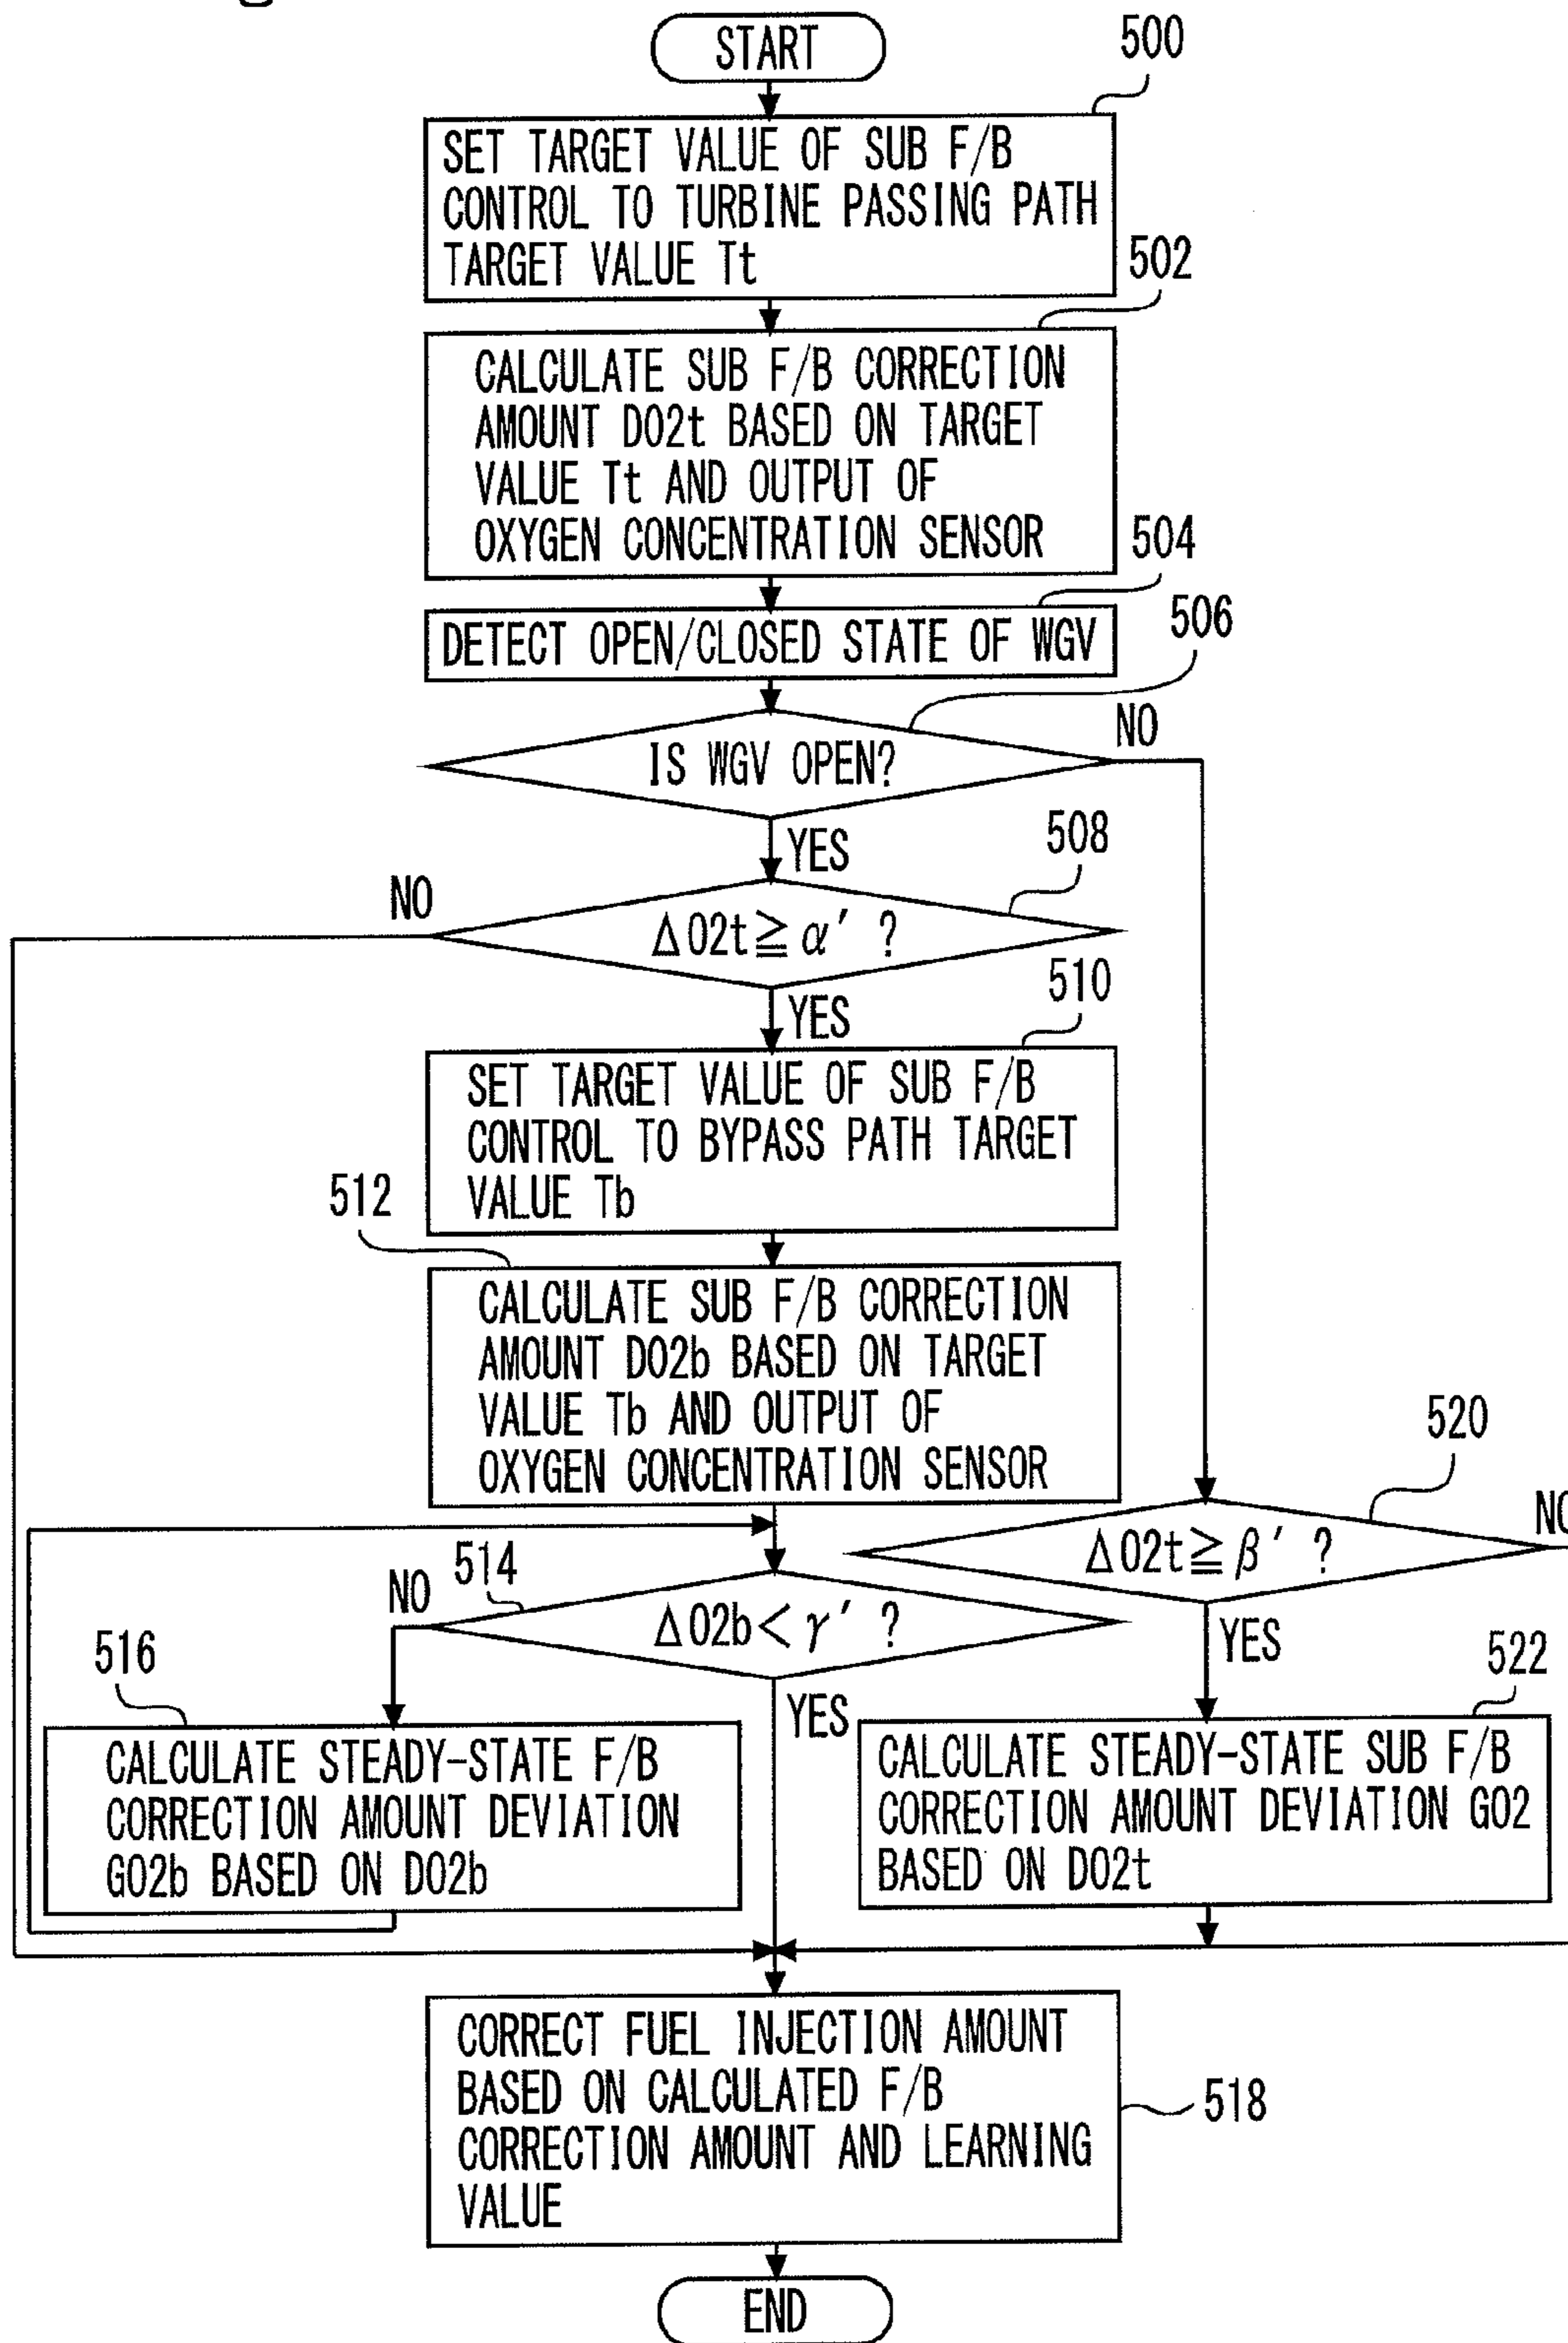 START
500
SET TARGET VALUE OF SUB F/B
CONTROL TO TURBINE PASSING PATH
TARGET VALUE Tt
502
CALCULATE SUB F/B CORRECTION
AMOUNT DO2t BASED ON TARGET
VALUE Tt AND OUTPUT OF
OXYGEN CONCENTRATION SENSOR
504
DETECT OPEN/CLOSED STATE OF WGV
506
IS WGV OPEN?
NO
YES
508
NO
ΔO2t≧α′ ?
YES
510
SET TARGET VALUE OF SUB F/B
CONTROL TO BYPASS PATH TARGET
VALUE Tb
512
CALCULATE SUB F/B CORRECTION
AMOUNT DO2b BASED ON TARGET
VALUE Tb AND OUTPUT OF
OXYGEN CONCENTRATION SENSOR
520
ΔO2t≧β′ ?
NO
514
NO
ΔO2b<γ′ ?
YES
YES
516
CALCULATE STEADY-STATE F/B
CORRECTION AMOUNT DEVIATION
GO2b BASED ON DO2b
522
CALCULATE STEADY-STATE SUB F/B
CORRECTION AMOUNT DEVIATION GO2
BASED ON DO2t
CORRECT FUEL INJECTION AMOUNT
BASED ON CALCULATED F/B
CORRECTION AMOUNT AND LEARNING
VALUE
518
END